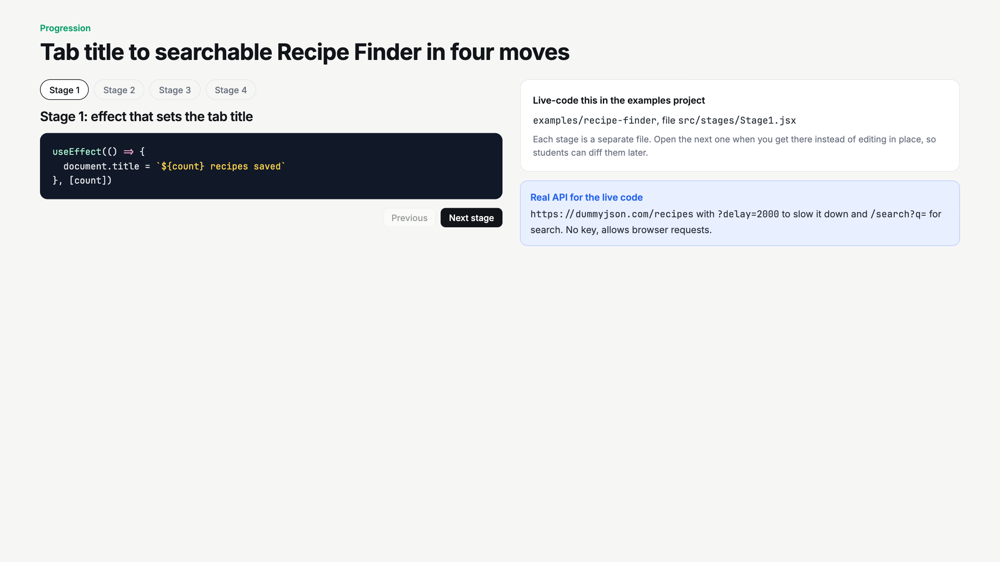 Progression
Tab title to searchable Recipe Finder in four moves
Stage 1
Stage 2
Stage 3
Stage 4
Stage 1: effect that sets the tab title
useEffect(() => {
  document.title = `${count} recipes saved`
}, [count])
Previous
Next stage
Live-code this in the examples project
examples/recipe-finder, file src/stages/Stage1.jsx
Each stage is a separate file. Open the next one when you get there instead of editing in place, so
students can diff them later.
Real API for the live code
https://dummyjson.com/recipes with ?delay=2000 to slow it down and /search?q= for
search. No key, allows browser requests.